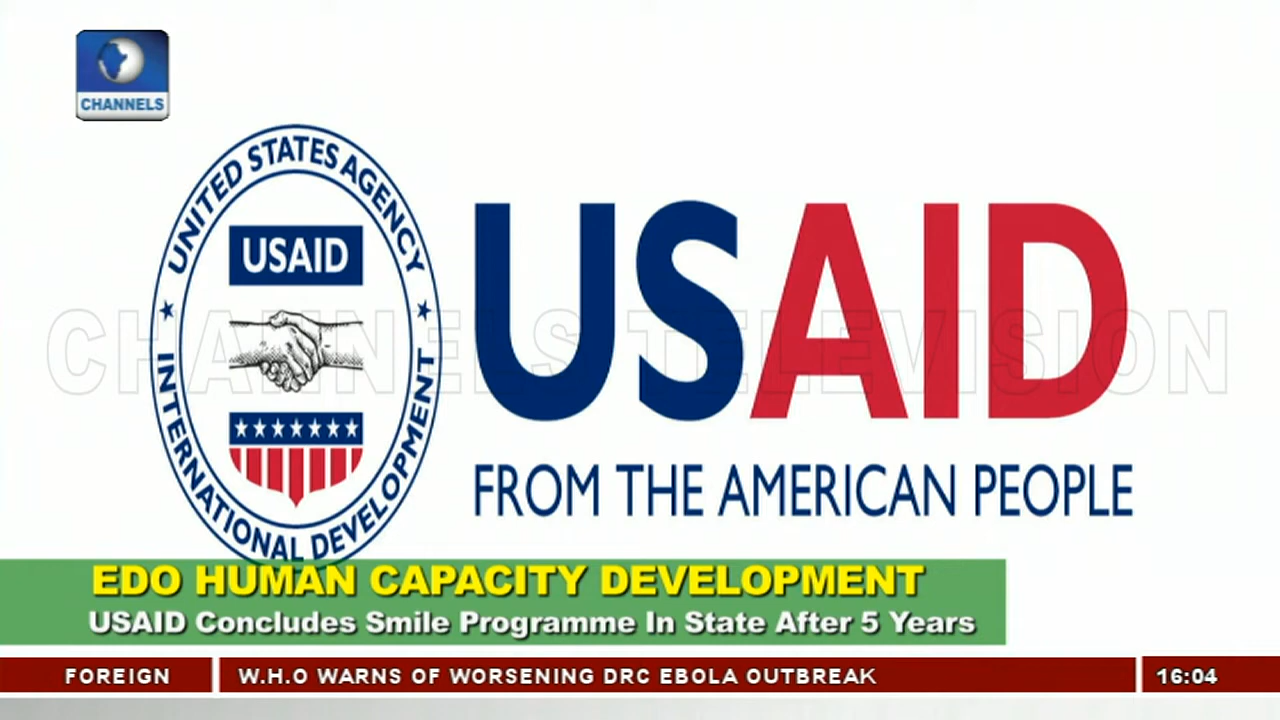 CHANNELS
UNITED STATES AGENCY
USAID
INTERNATIONAL DEVELOPMENT
USAID
FROM THE AMERICAN PEOPLE
CHANNELS TELEVISION
EDO HUMAN CAPACITY DEVELOPMENT
USAID Concludes Smile Programme In State After 5 Years
FOREIGN W.H.O WARNS OF WORSENING DRC EBOLA OUTBREAK 16:04